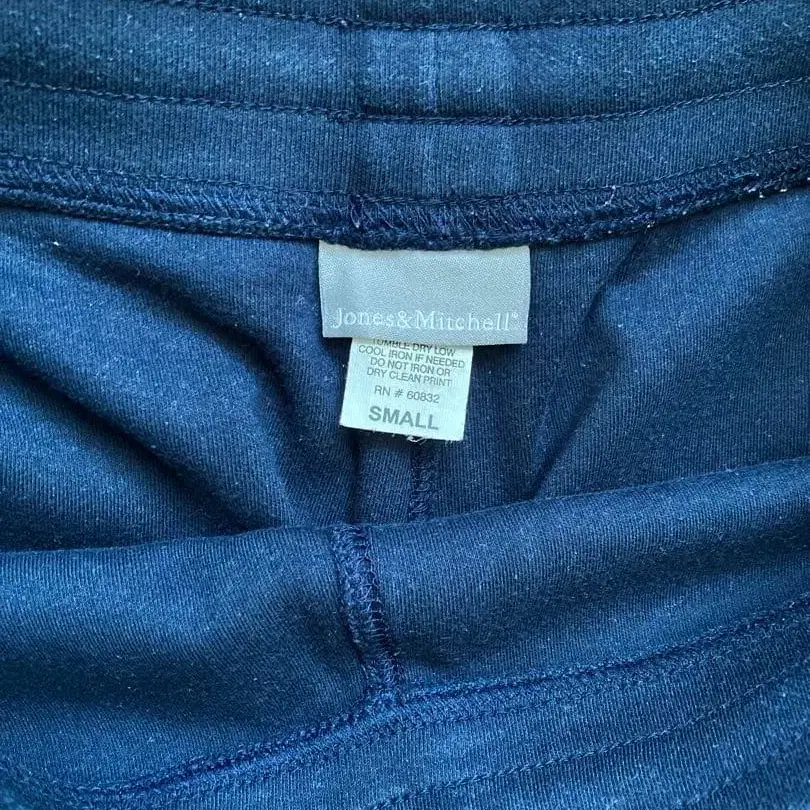 Jones&Mitchell®
TUMBLE DRY LOW
COOL IRON IF NEEDED
DO NOT IRON OR
DRY CLEAN PRINT
RN # 60832
SMALL